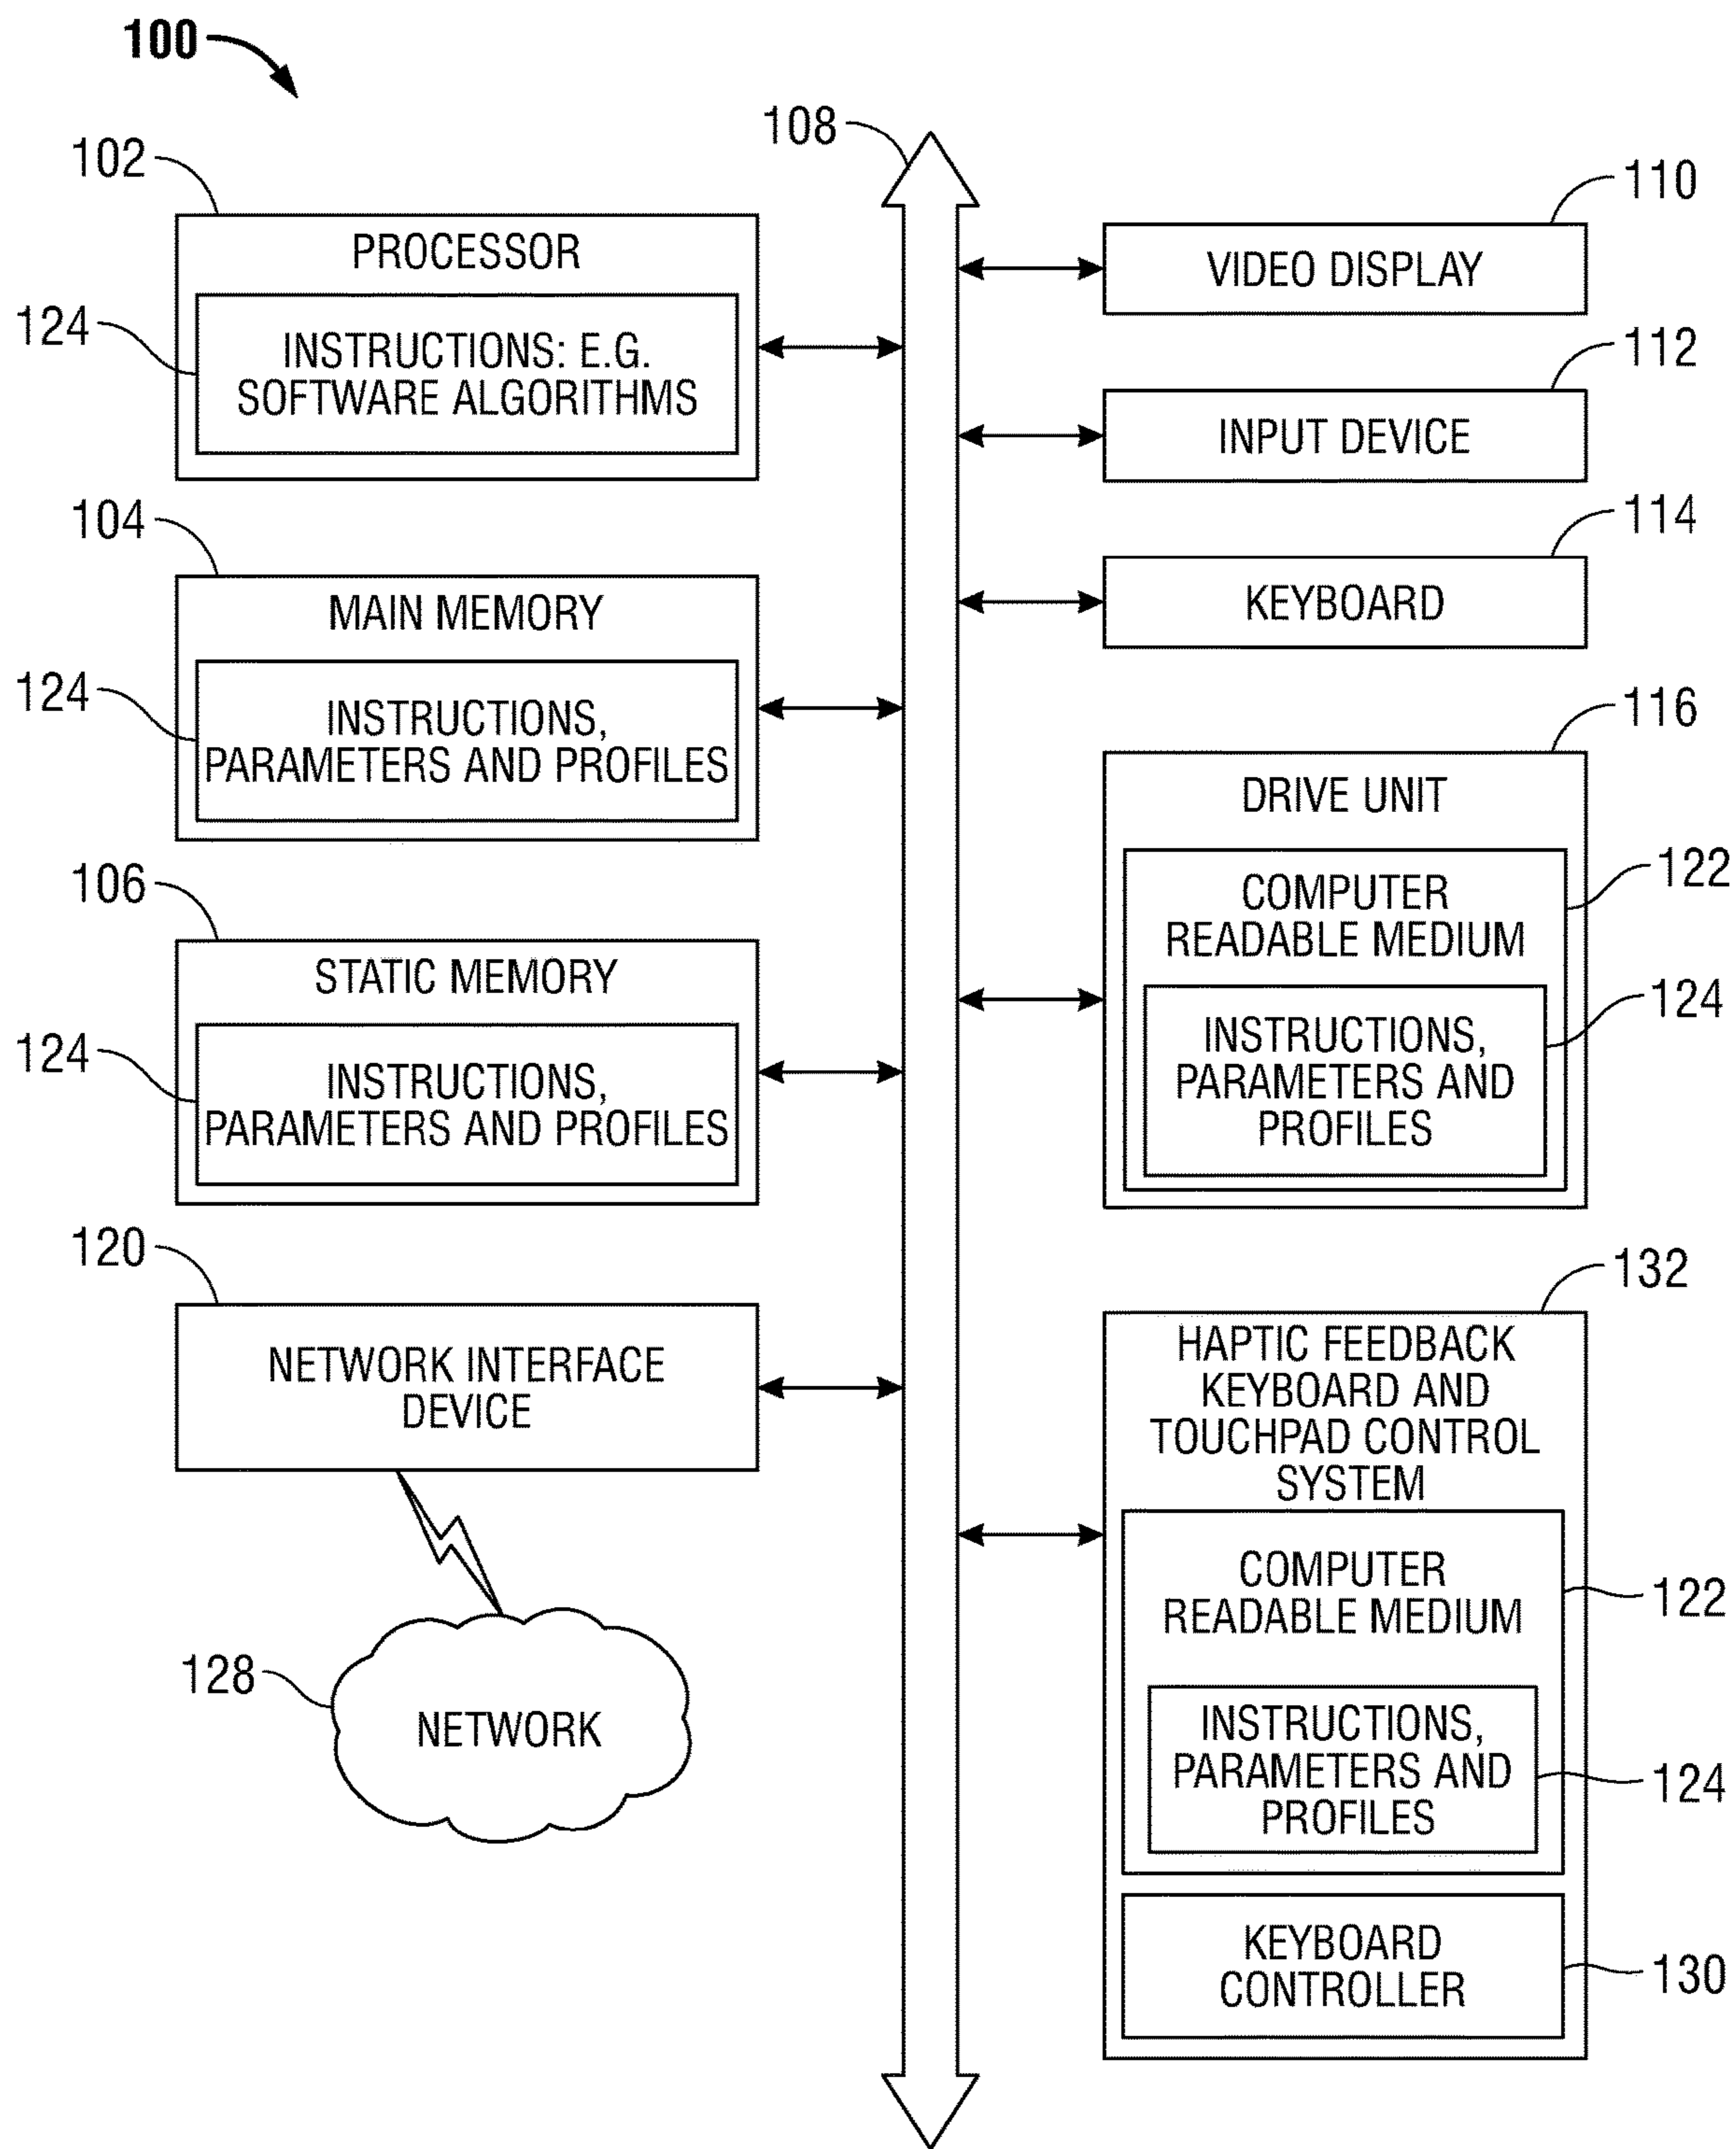 100
108
102
PROCESSOR
124
INSTRUCTIONS: E.G.
SOFTWARE ALGORITHMS
104
MAIN MEMORY
124
INSTRUCTIONS,
PARAMETERS AND PROFILES
106
STATIC MEMORY
124
INSTRUCTIONS,
PARAMETERS AND PROFILES
120
NETWORK INTERFACE
DEVICE
128
NETWORK
110
VIDEO DISPLAY
112
INPUT DEVICE
114
KEYBOARD
116
DRIVE UNIT
122
COMPUTER
READABLE MEDIUM
124
INSTRUCTIONS,
PARAMETERS AND
PROFILES
132
HAPTIC FEEDBACK
KEYBOARD AND
TOUCHPAD CONTROL
SYSTEM
COMPUTER
READABLE MEDIUM
122
INSTRUCTIONS,
PARAMETERS AND
PROFILES
124
KEYBOARD
CONTROLLER
130